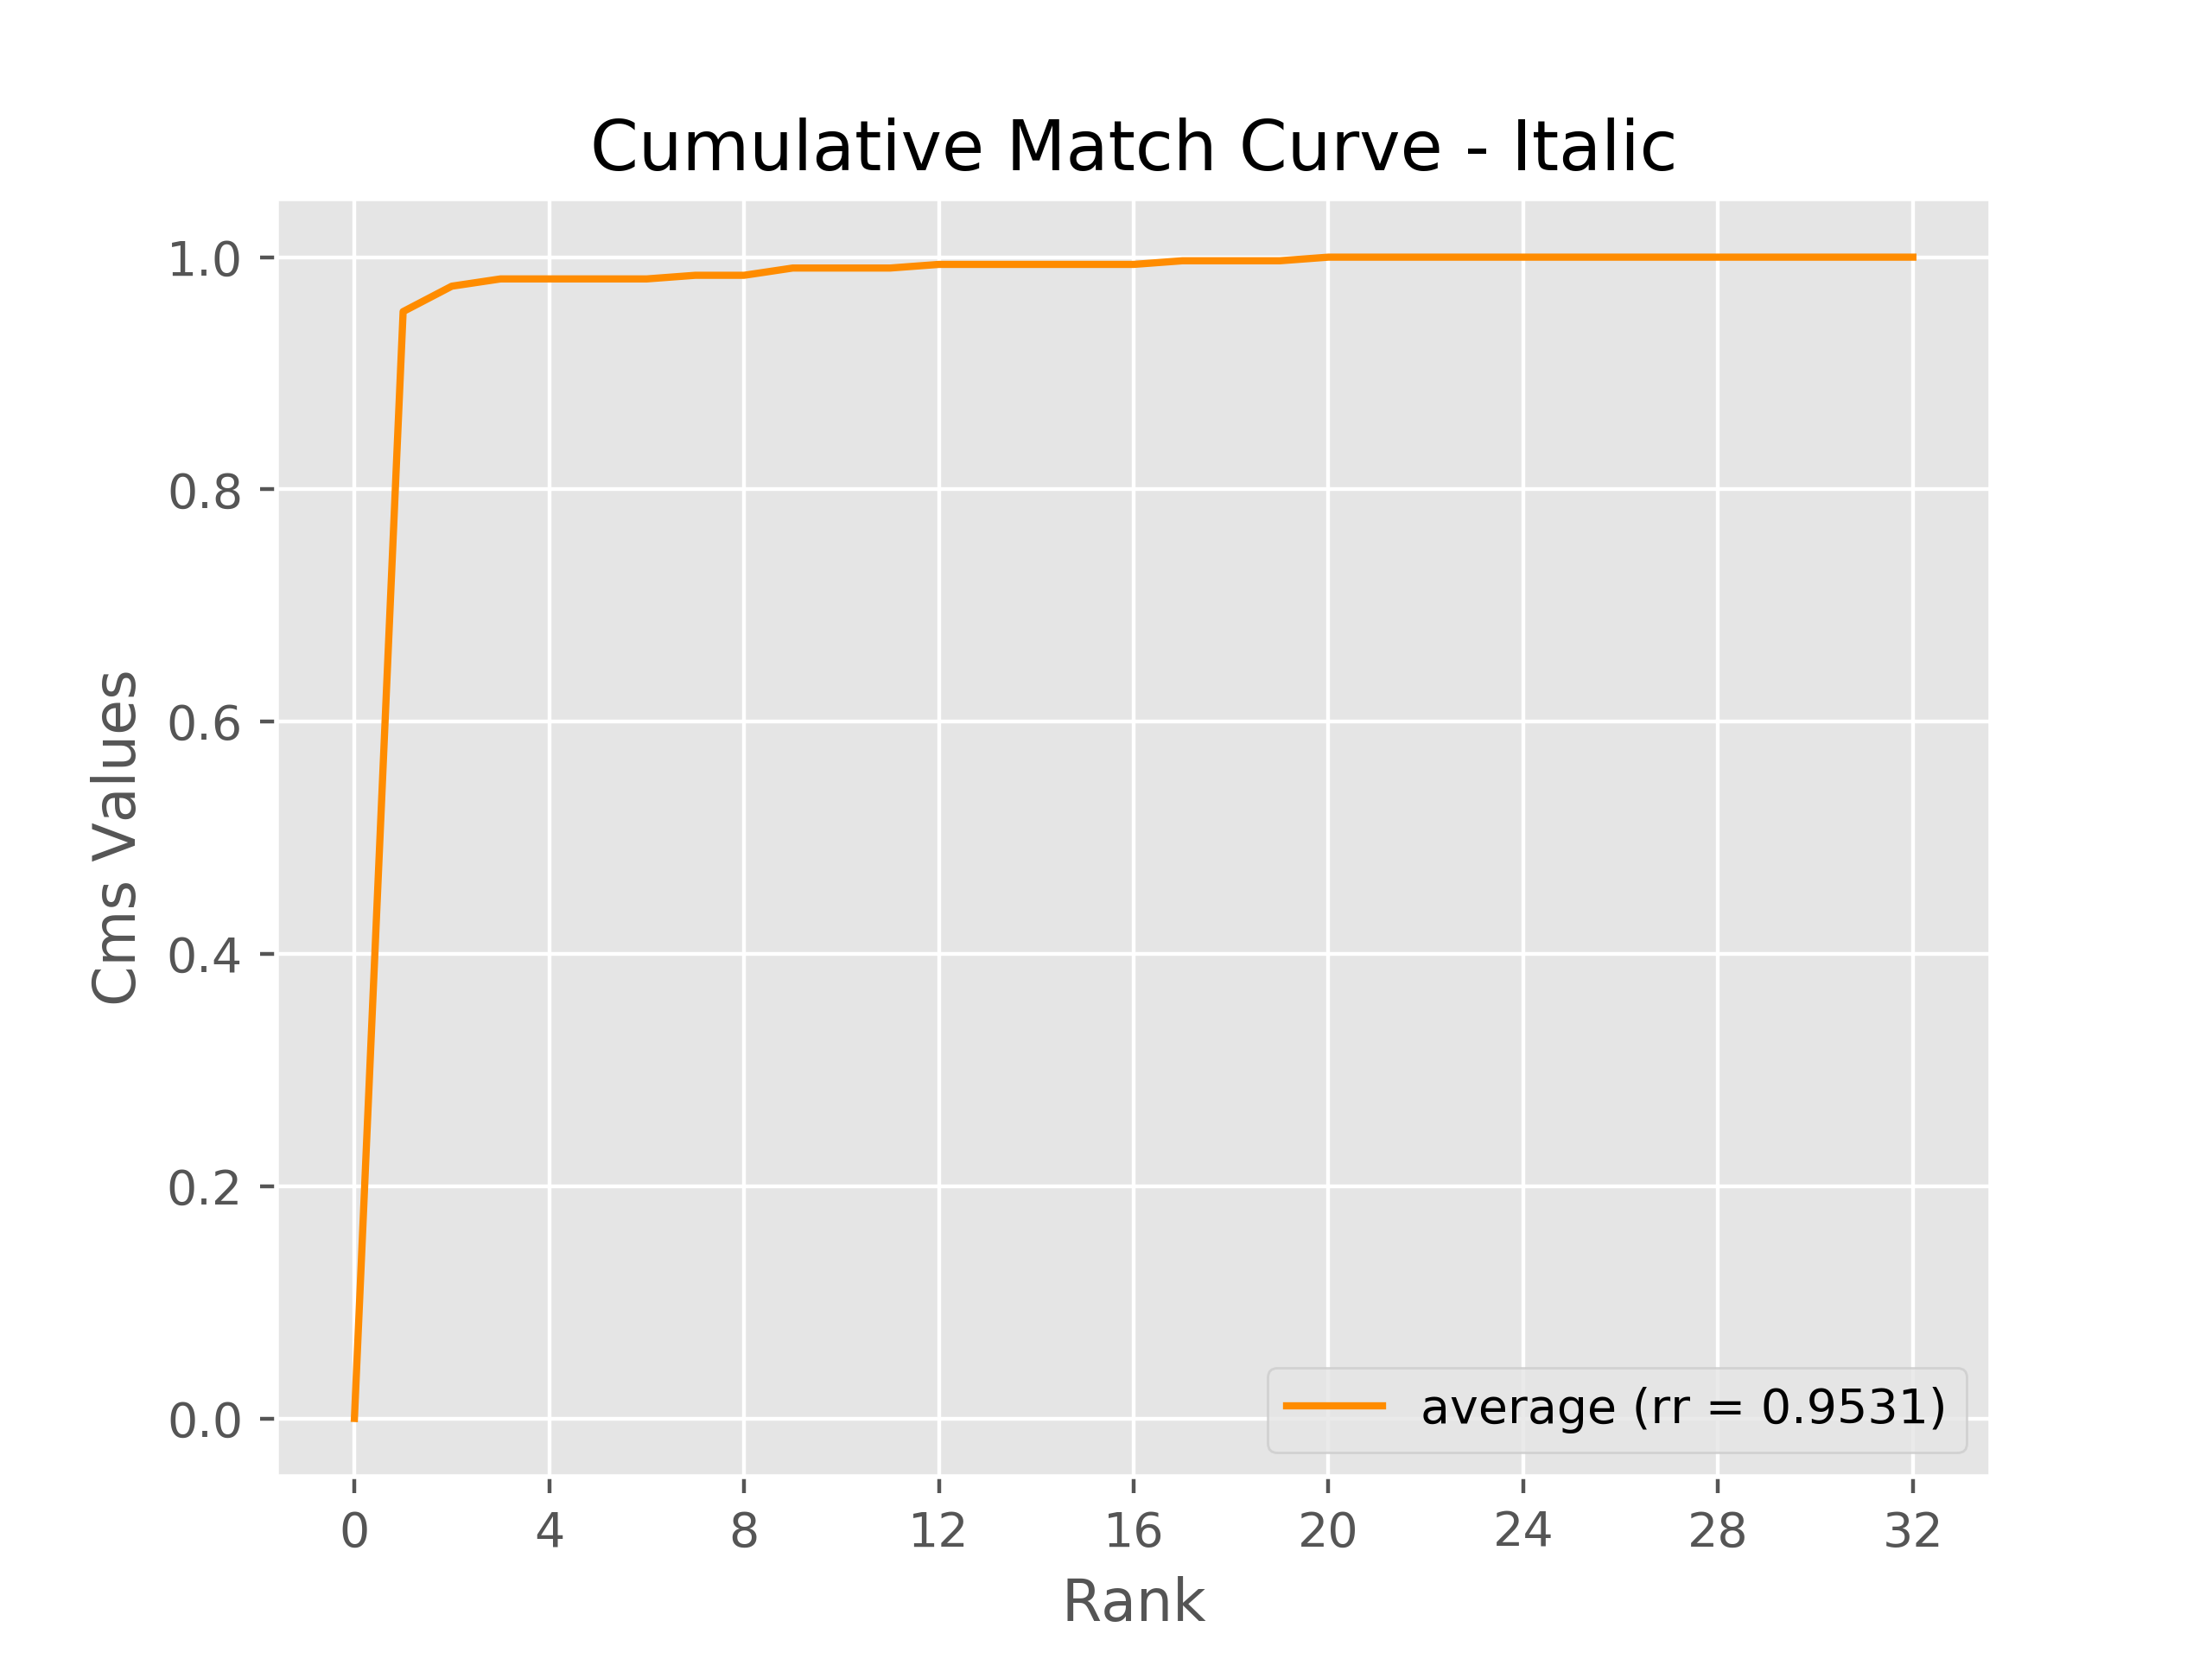 Cumulative Match Curve - Italic
Cms Values
1.0
0.8
0.6
0.4
0.2
0.0
average (rr = 0.9531)
0 4 8 12 16 20 24 28 32
Rank